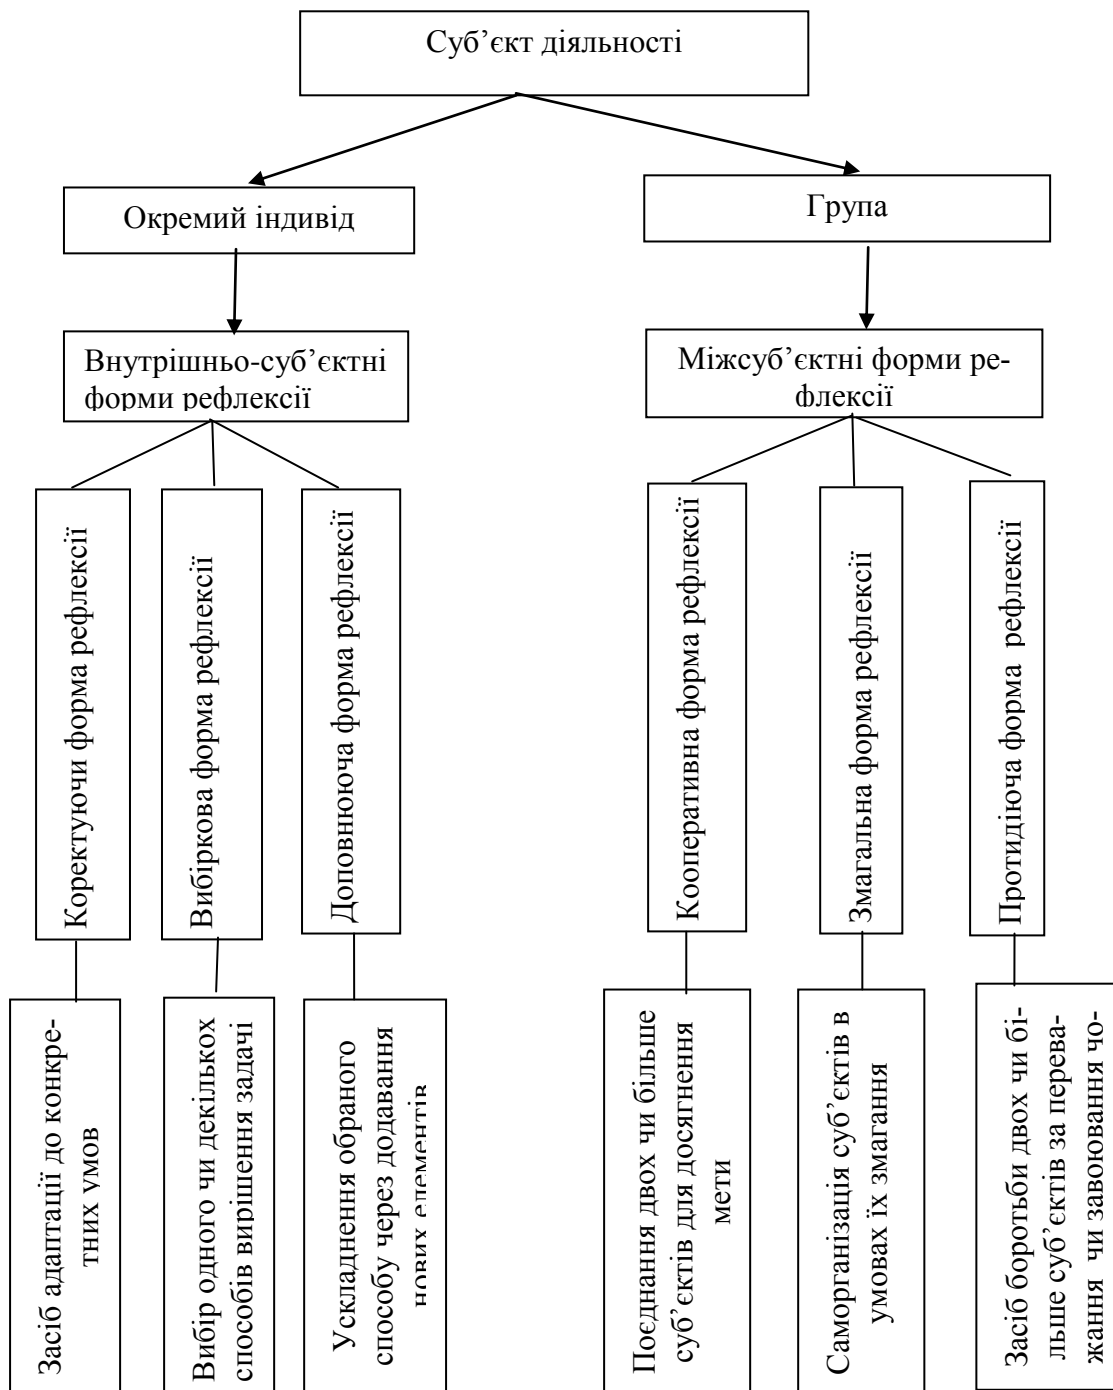 Суб’єкт діяльності
Окремий індивід
Група
Внутрішньо-суб’єктні
форми рефлексії
Міжсуб’єктні форми ре-
флексії
Коректуючи форма рефлексії
Вибіркова форма рефлексії
Доповнююча форма рефлексії
Кооперативна форма рефлексії
Змагальна форма рефлексії
Протидіюча форма рефлексії
Засіб адаптації до конкре-
тних умов
Вибір одного чи декількох
способів вирішення задачі
Ускладнення обраного
способу через додавання
нових елементів
Поєднання двох чи більше
суб’єктів для досягнення
мети
Саморганізація суб’єктів в
умовах їх змагання
Засіб боротьби двох чи бі-
льше суб’єктів за перева-
жання чи завоювання чо-